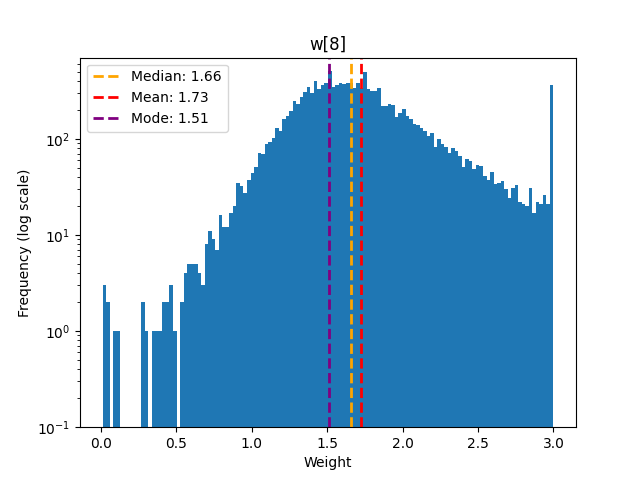 w[8]
Median: 1.66
Mean: 1.73
Mode: 1.51
Frequency (log scale)
10²
10¹
10⁰
10⁻¹
0.0 0.5 1.0 1.5 2.0 2.5 3.0
Weight